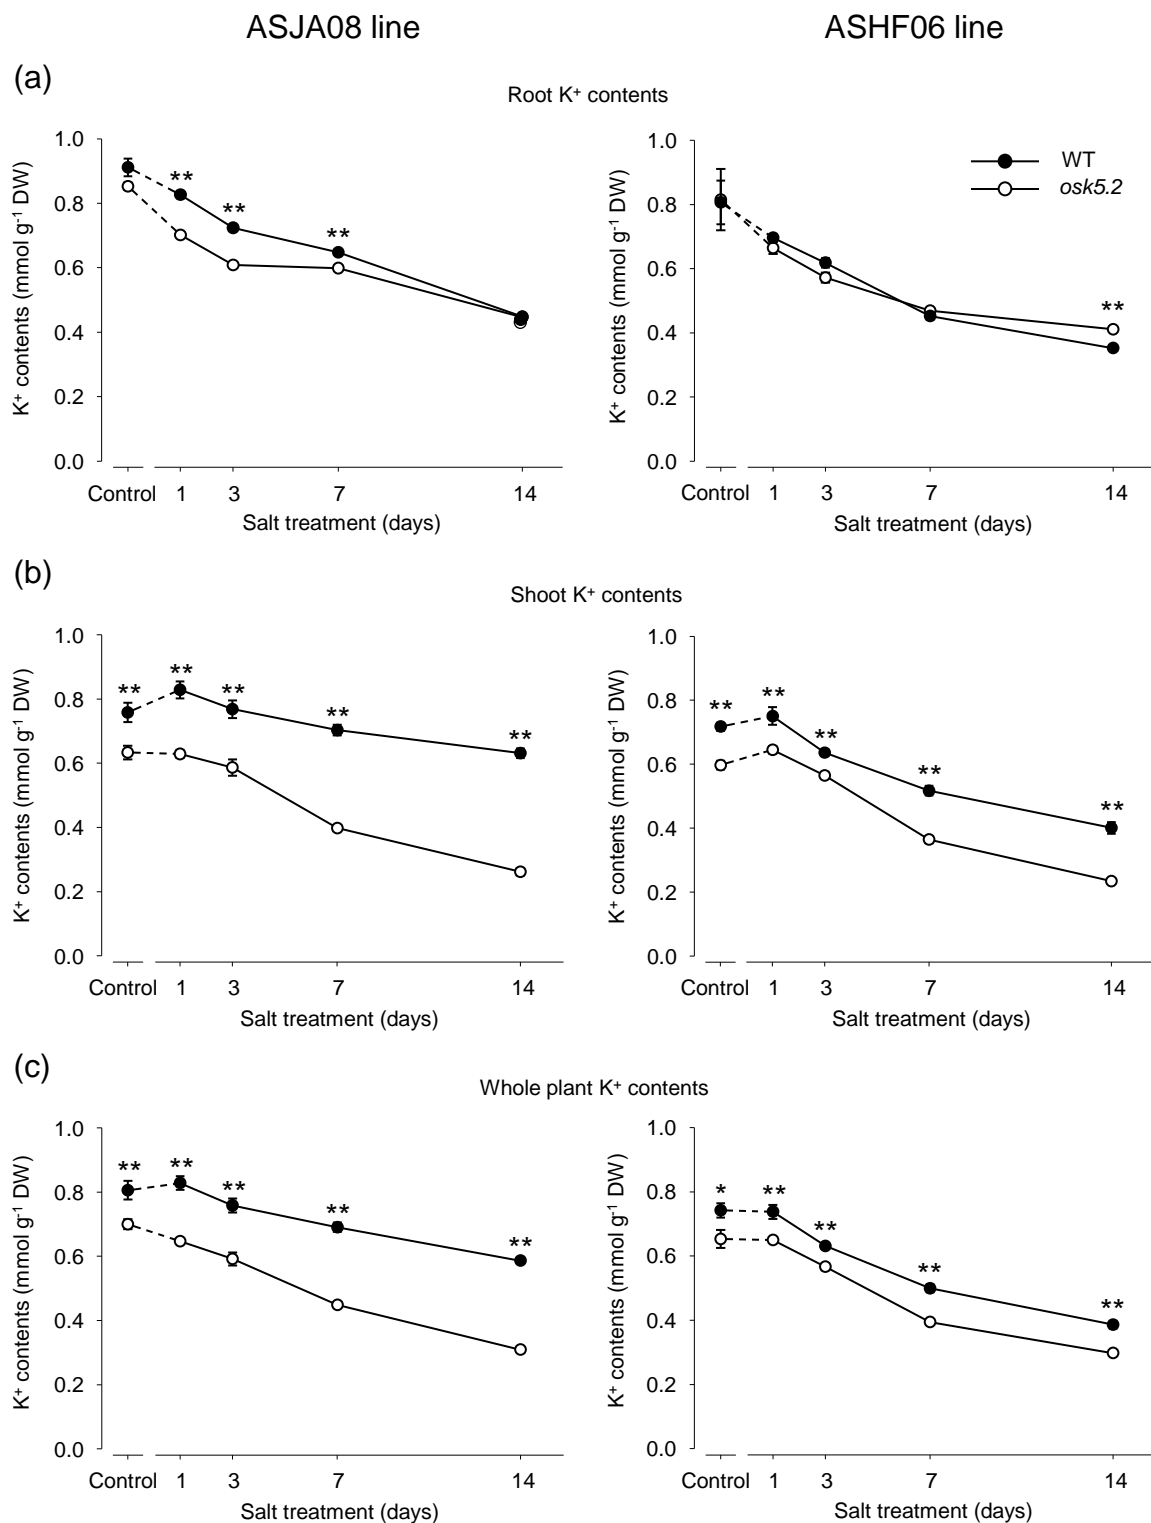 ASJA08 line ASHF06 line
(a)
Root K⁺ contents
K⁺ contents (mmol g⁻¹ DW)
1.0
0.8
0.6
0.4
0.2
0.0
** ** **
Control 1 3 7 14
Salt treatment (days)
K⁺ contents (mmol g⁻¹ DW)
1.0
0.8
0.6
0.4
0.2
0.0
WT
osk5.2
**
Control 1 3 7 14
Salt treatment (days)
(b)
Shoot K⁺ contents
K⁺ contents (mmol g⁻¹ DW)
1.0
0.8
0.6
0.4
0.2
0.0
** ** ** ** **
Control 1 3 7 14
Salt treatment (days)
K⁺ contents (mmol g⁻¹ DW)
1.0
0.8
0.6
0.4
0.2
0.0
** ** ** ** **
Control 1 3 7 14
Salt treatment (days)
(c)
Whole plant K⁺ contents
K⁺ contents (mmol g⁻¹ DW)
1.0
0.8
0.6
0.4
0.2
0.0
** ** ** ** **
Control 1 3 7 14
Salt treatment (days)
K⁺ contents (mmol g⁻¹ DW)
1.0
0.8
0.6
0.4
0.2
0.0
* ** ** ** **
Control 1 3 7 14
Salt treatment (days)